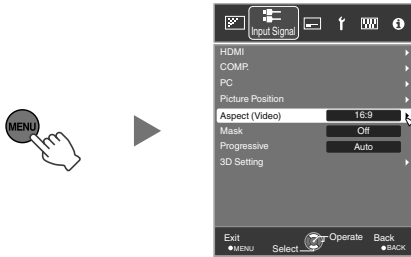 MENU
Input Signal
HDMI
COMP.
PC
Picture Position
Aspect (Video) 16:9
Mask Off
Progressive Auto
3D Setting
Exit Operate Back
●MENU Select ●BACK